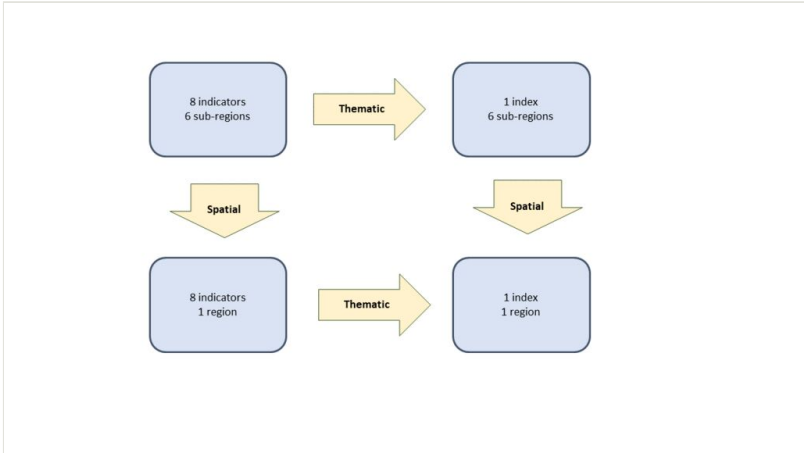 8 indicators
6 sub-regions
Thematic
1 index
6 sub-regions
Spatial
Spatial
8 indicators
1 region
Thematic
1 index
1 region